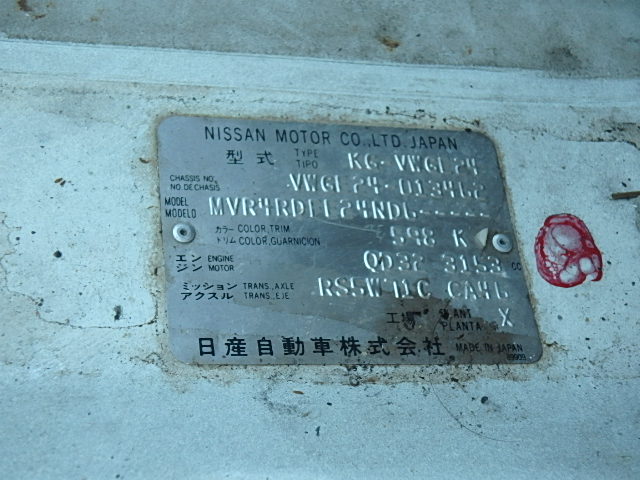 NISSAN MOTOR CO.,LTD. JAPAN
型式 TYPE TIPO KG-VWGE24
CHASSIS NO. NO DE CHASIS VWGE24-013462
MODEL MODELO
カラー COLOR,TRIM トリム COLOR,GUARNICION 598 K
エンジン ENGINE MOTOR QD32 3153 CC
ミッション TRANS.,AXLE アクスル TRANS.,EJE
工場 PLANT PLANTA X
日産自動車株式会社 MADE IN JAPAN